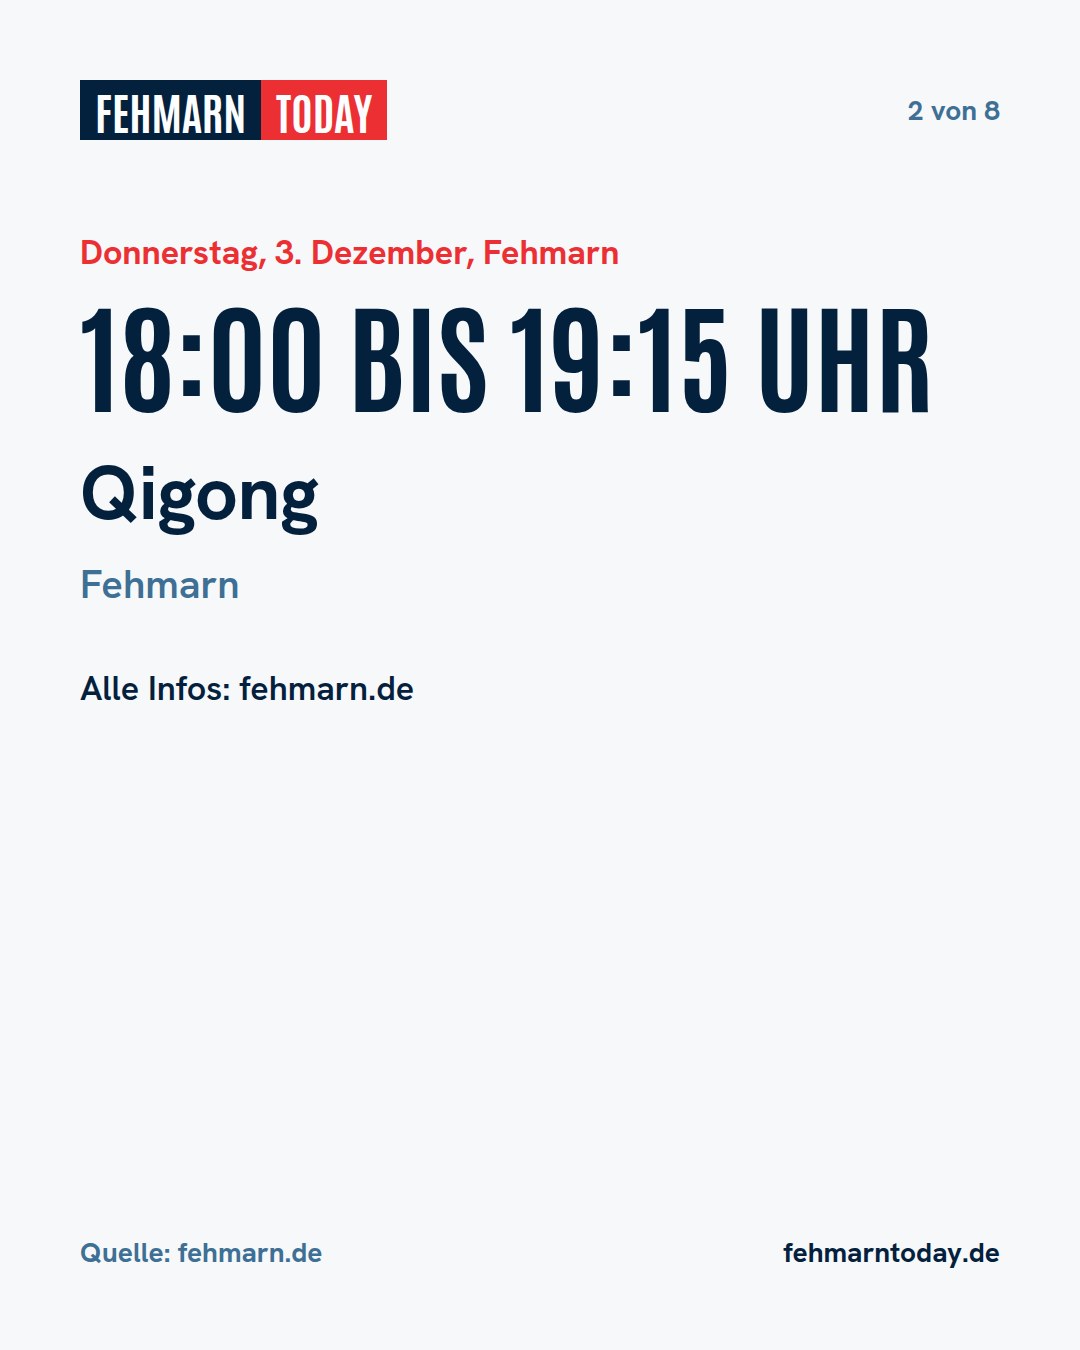 FEHMARN TODAY
2 von 8
Donnerstag, 3. Dezember, Fehmarn
18:00 BIS 19:15 UHR
Qigong
Fehmarn
Alle Infos: fehmarn.de
Quelle: fehmarn.de
fehmarntoday.de